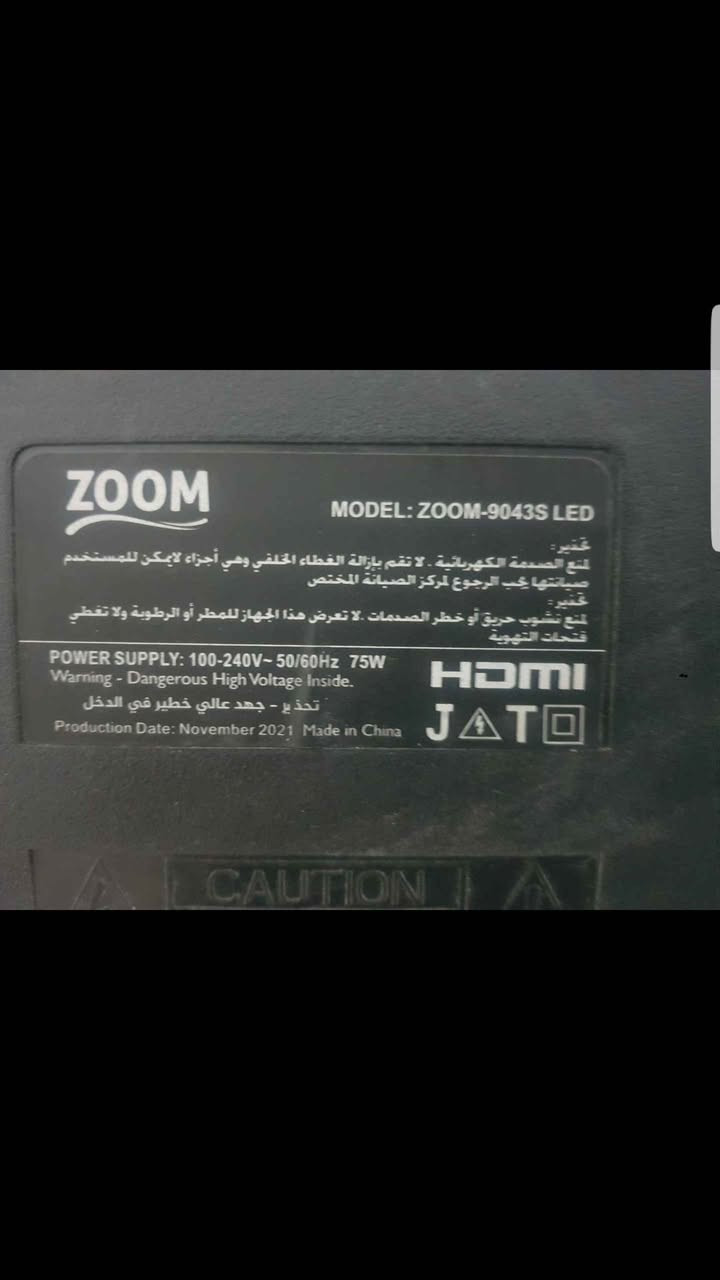 ZOOM
MODEL: ZOOM-9043S LED
تحذير:
لمنع الصدمة الكهربائية . لا تقم بإزالة الغطاء الخلفي وهي أجزاء لايمكن للمستخدم
صيانتها يجب الرجوع لمركز الصيانة المختص
تحذير:
لمنع نشوب حريق أو خطر الصدمات .لا تعرض هذا الجهاز للمطر أو الرطوبة ولا تغطي
فتحات التهوية
POWER SUPPLY: 100-240V~ 50/60Hz 75W
Warning - Dangerous High Voltage Inside.
تحذير - جهد عالي خطير في الدخل
Production Date: November 2021 Made in China
HDMI
J T
CAUTION